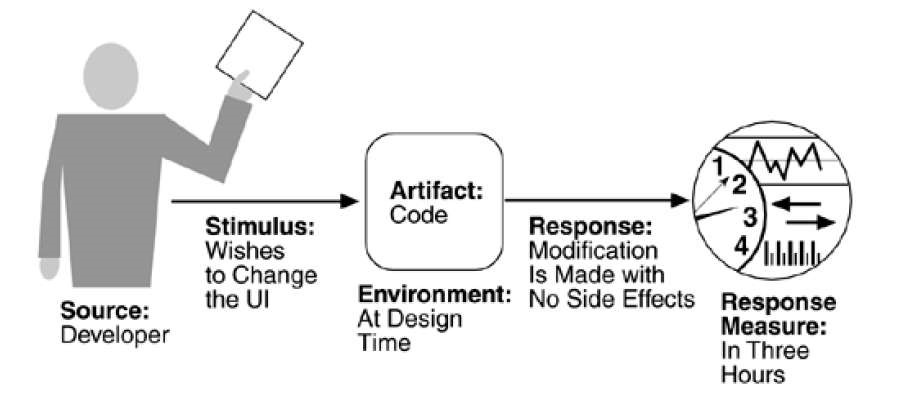 Source:
Developer
Stimulus:
Wishes
to Change
the UI
Artifact:
Code
Environment:
At Design
Time
Response:
Modification
Is Made with
No Side Effects
1
2
3
4
Response
Measure:
In Three
Hours